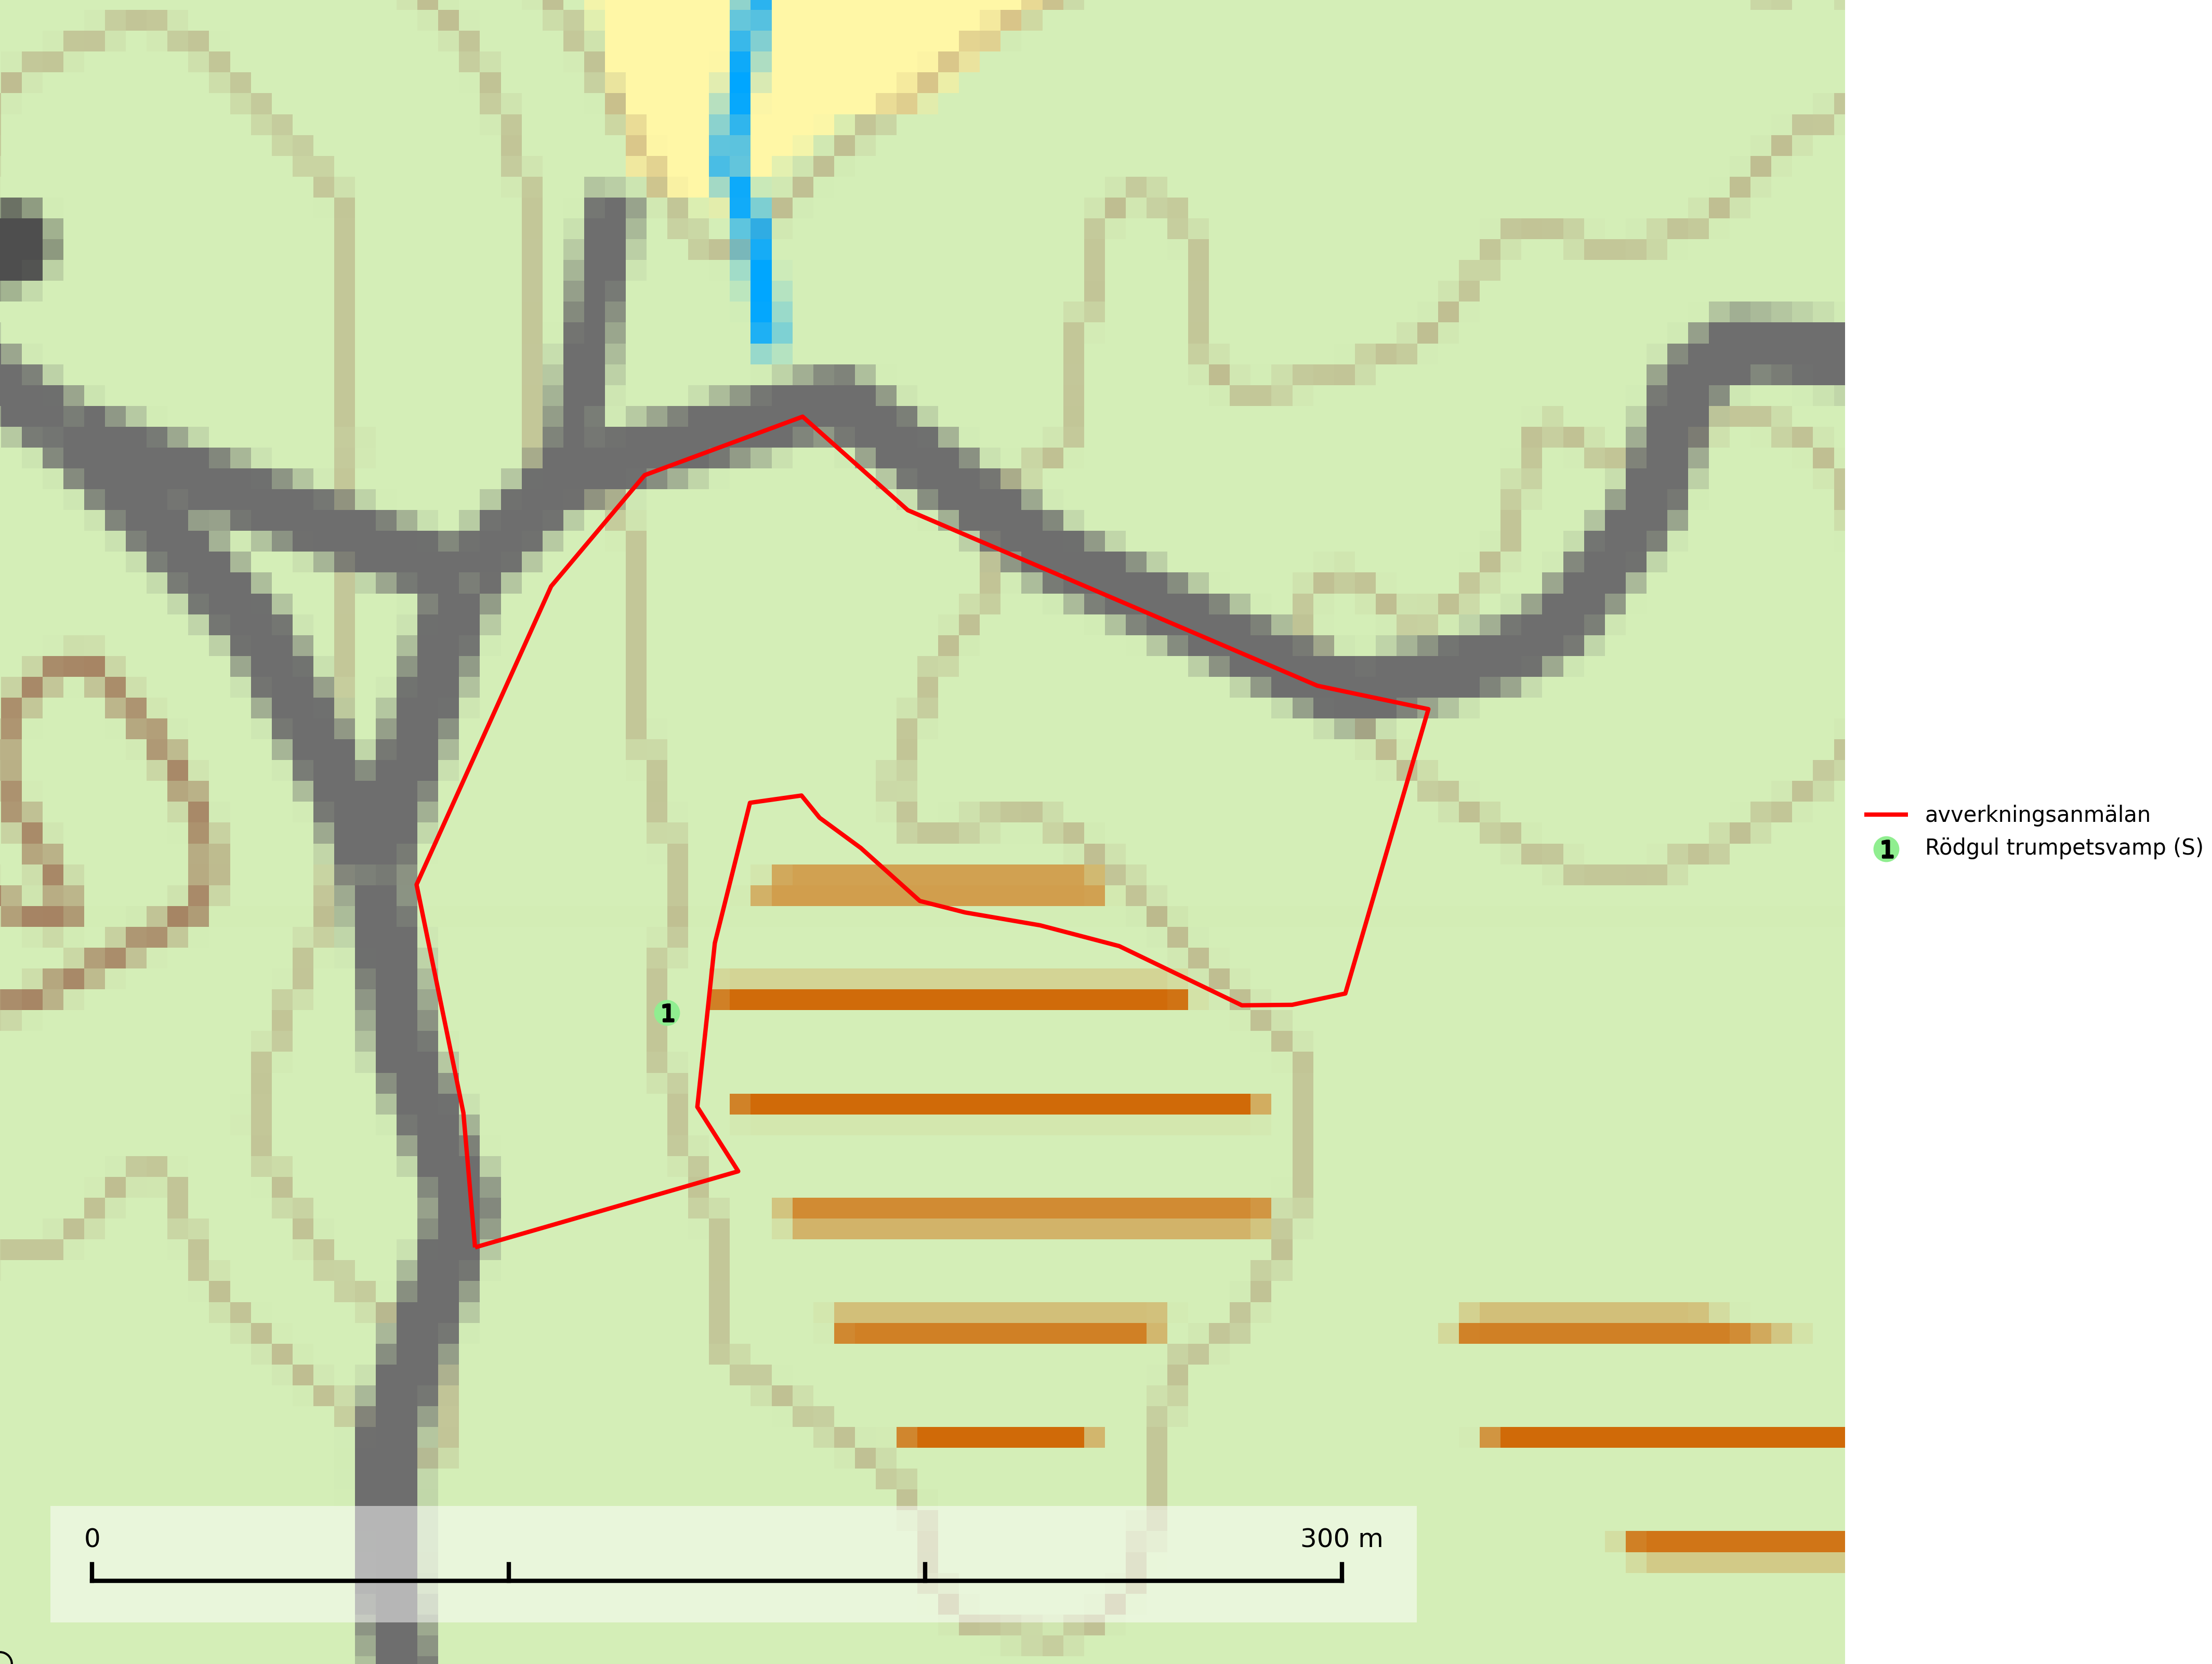 avverkningsanmälan
1 Rödgul trumpetsvamp (S)
1
0 300 m